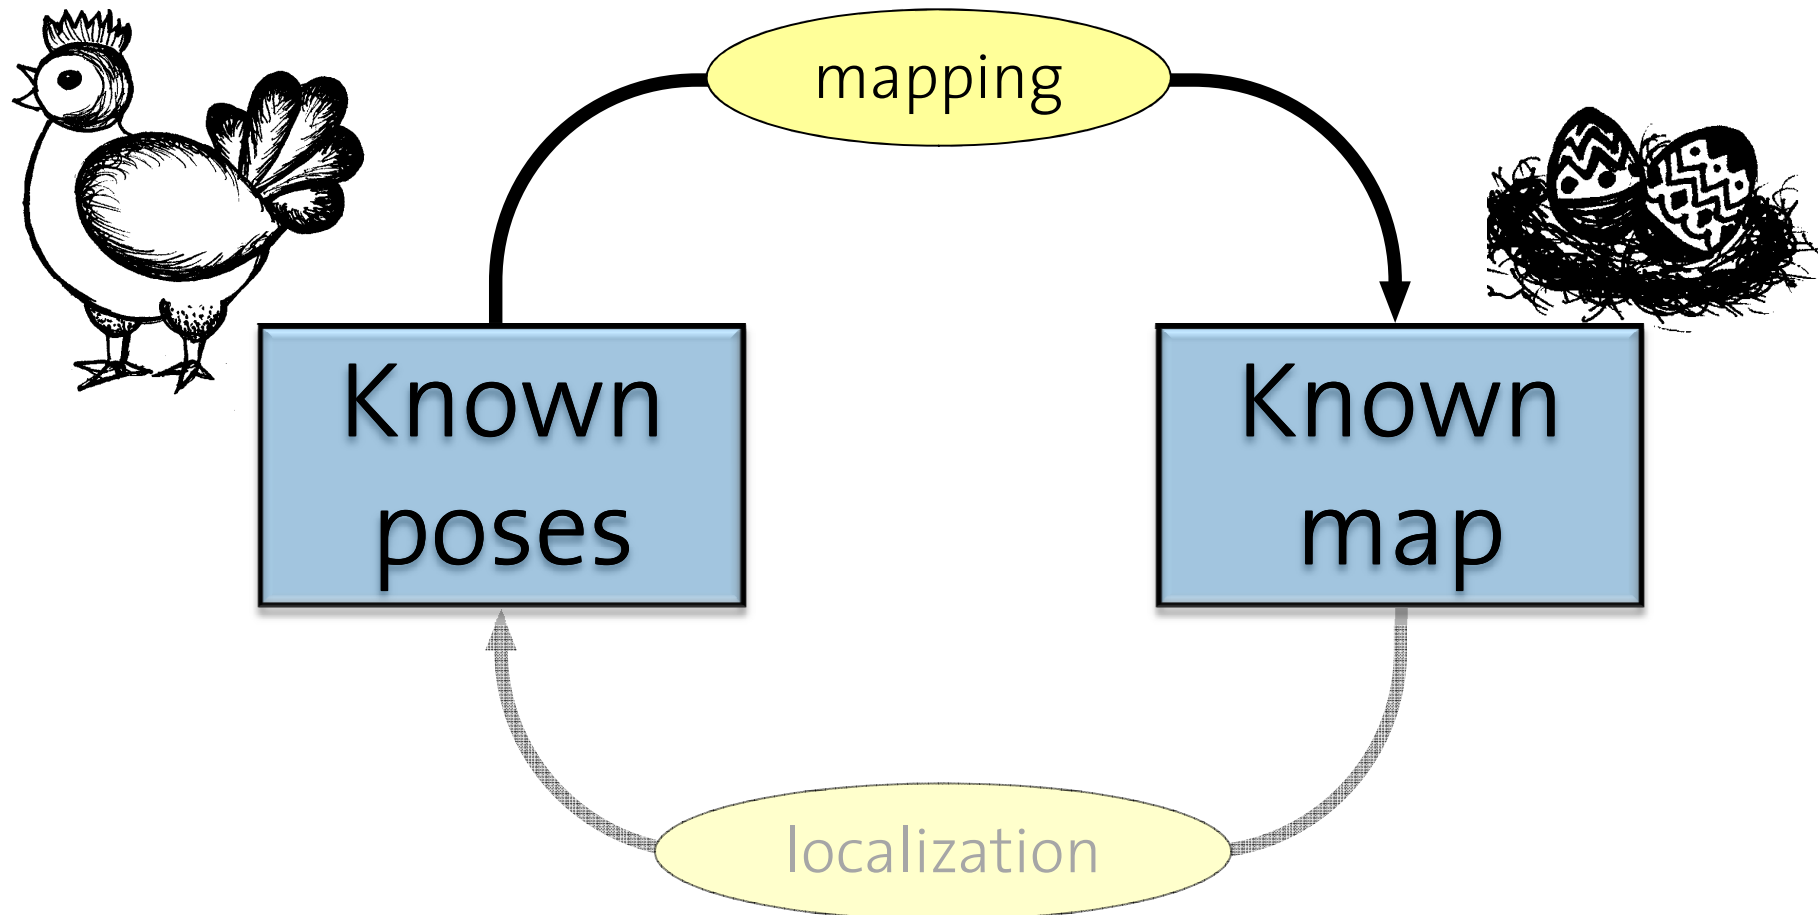 mapping
Known
poses
Known
map
localization